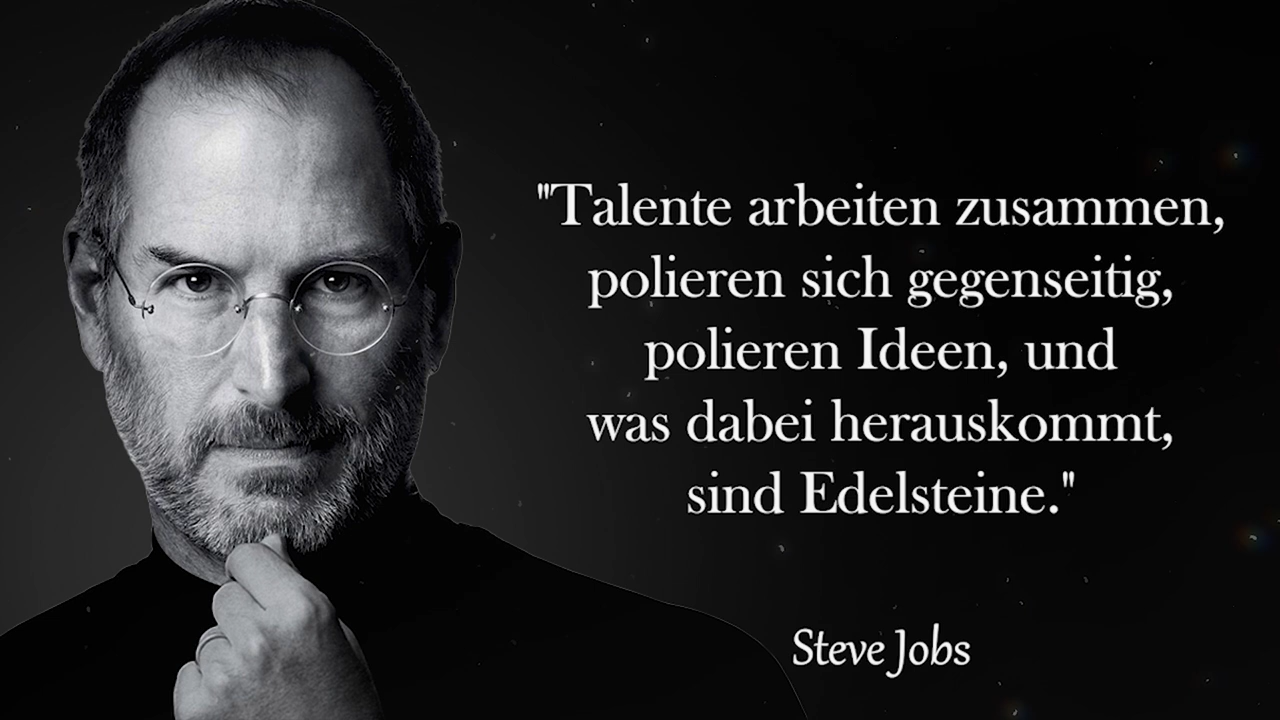 "Talente arbeiten zusammen,
polieren sich gegenseitig,
polieren Ideen, und
was dabei herauskommt,
sind Edelsteine."
Steve Jobs